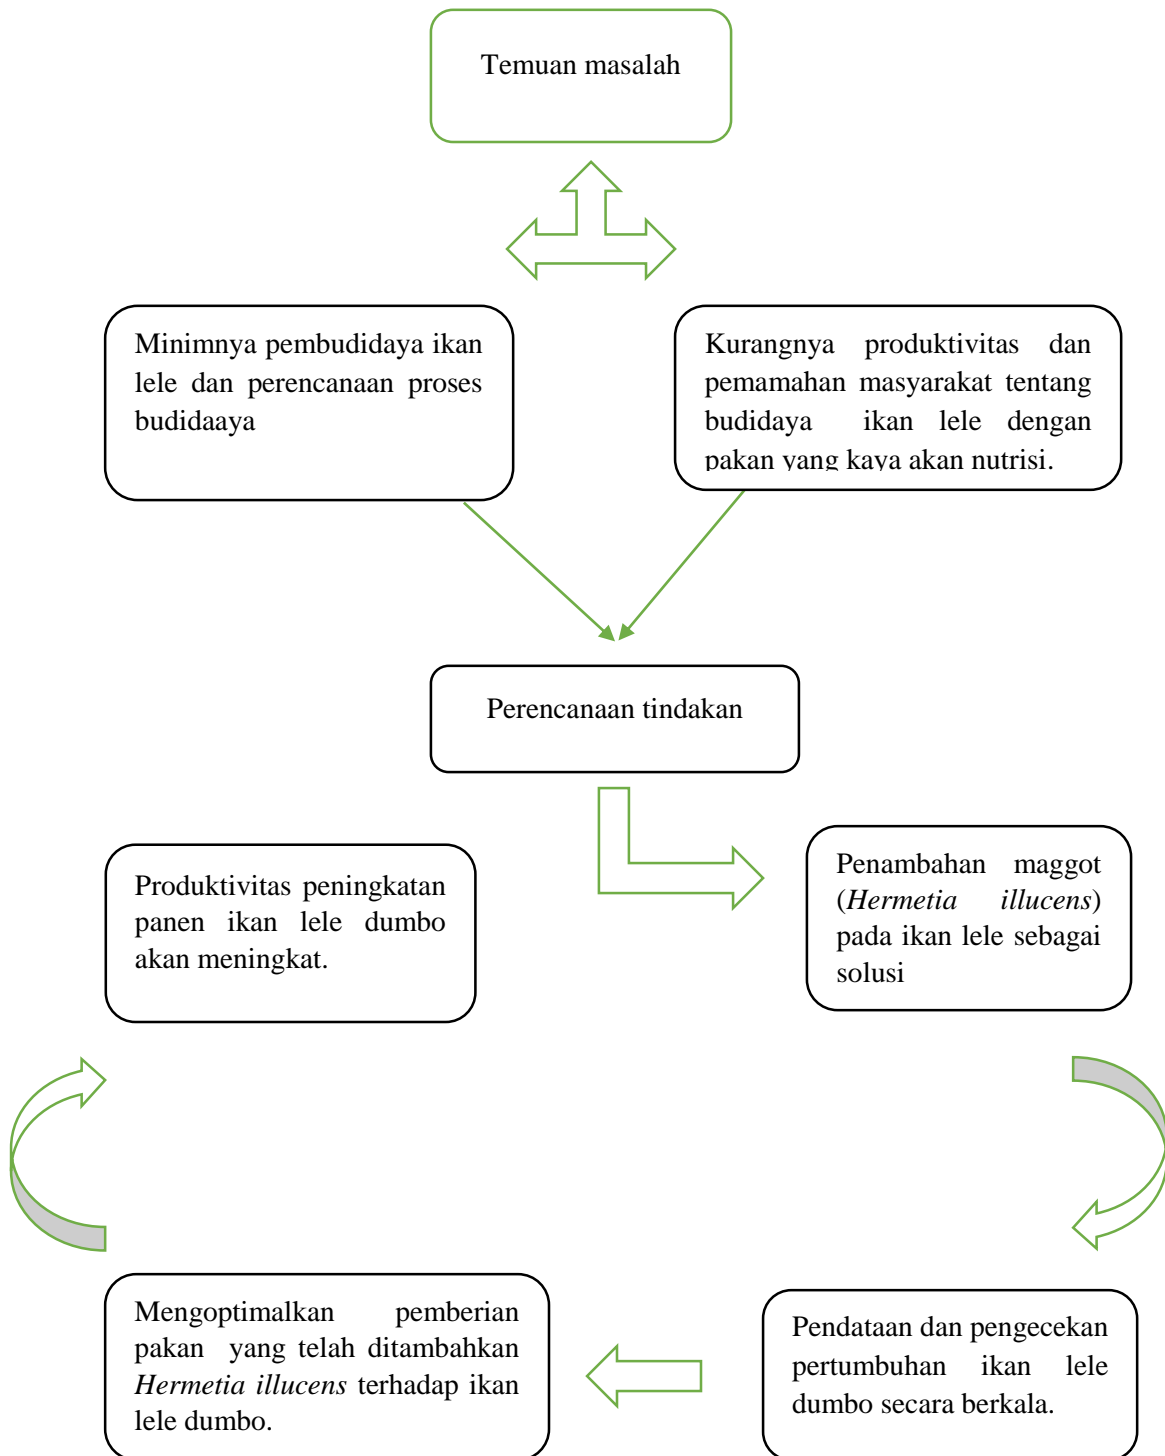 Temuan masalah
Minimnya pembudidaya ikan
lele dan perencanaan proses
budidaaya
Kurangnya produktivitas dan
pemamahan masyarakat tentang
budidaya ikan lele dengan
pakan yang kaya akan nutrisi.
Perencanaan tindakan
Produktivitas peningkatan
panen ikan lele dumbo
akan meningkat.
Penambahan maggot
(Hermetia illucens)
pada ikan lele sebagai
solusi
Mengoptimalkan pemberian
pakan yang telah ditambahkan
Hermetia illucens terhadap ikan
lele dumbo.
Pendataan dan pengecekan
pertumbuhan ikan lele
dumbo secara berkala.